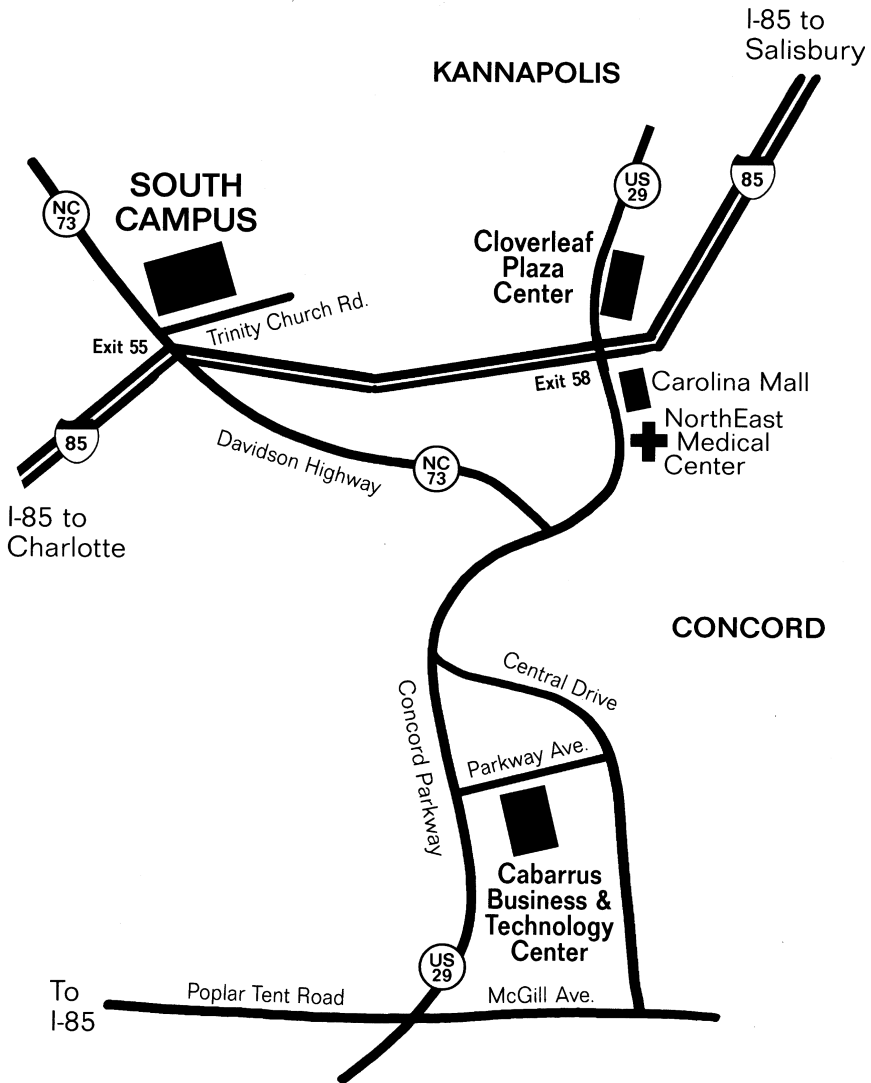 I-85 to
Salisbury
KANNAPOLIS
NC
73
SOUTH
CAMPUS
US
29
85
Cloverleaf
Plaza
Center
Trinity Church Rd.
Exit 55
Exit 58
Carolina Mall
NorthEast
Medical
Center
85
Davidson Highway
NC
73
I-85 to
Charlotte
CONCORD
Central Drive
Concord Parkway
Parkway Ave.
Cabarrus
Business &
Technology
Center
US
29
To
I-85
Poplar Tent Road
McGill Ave.